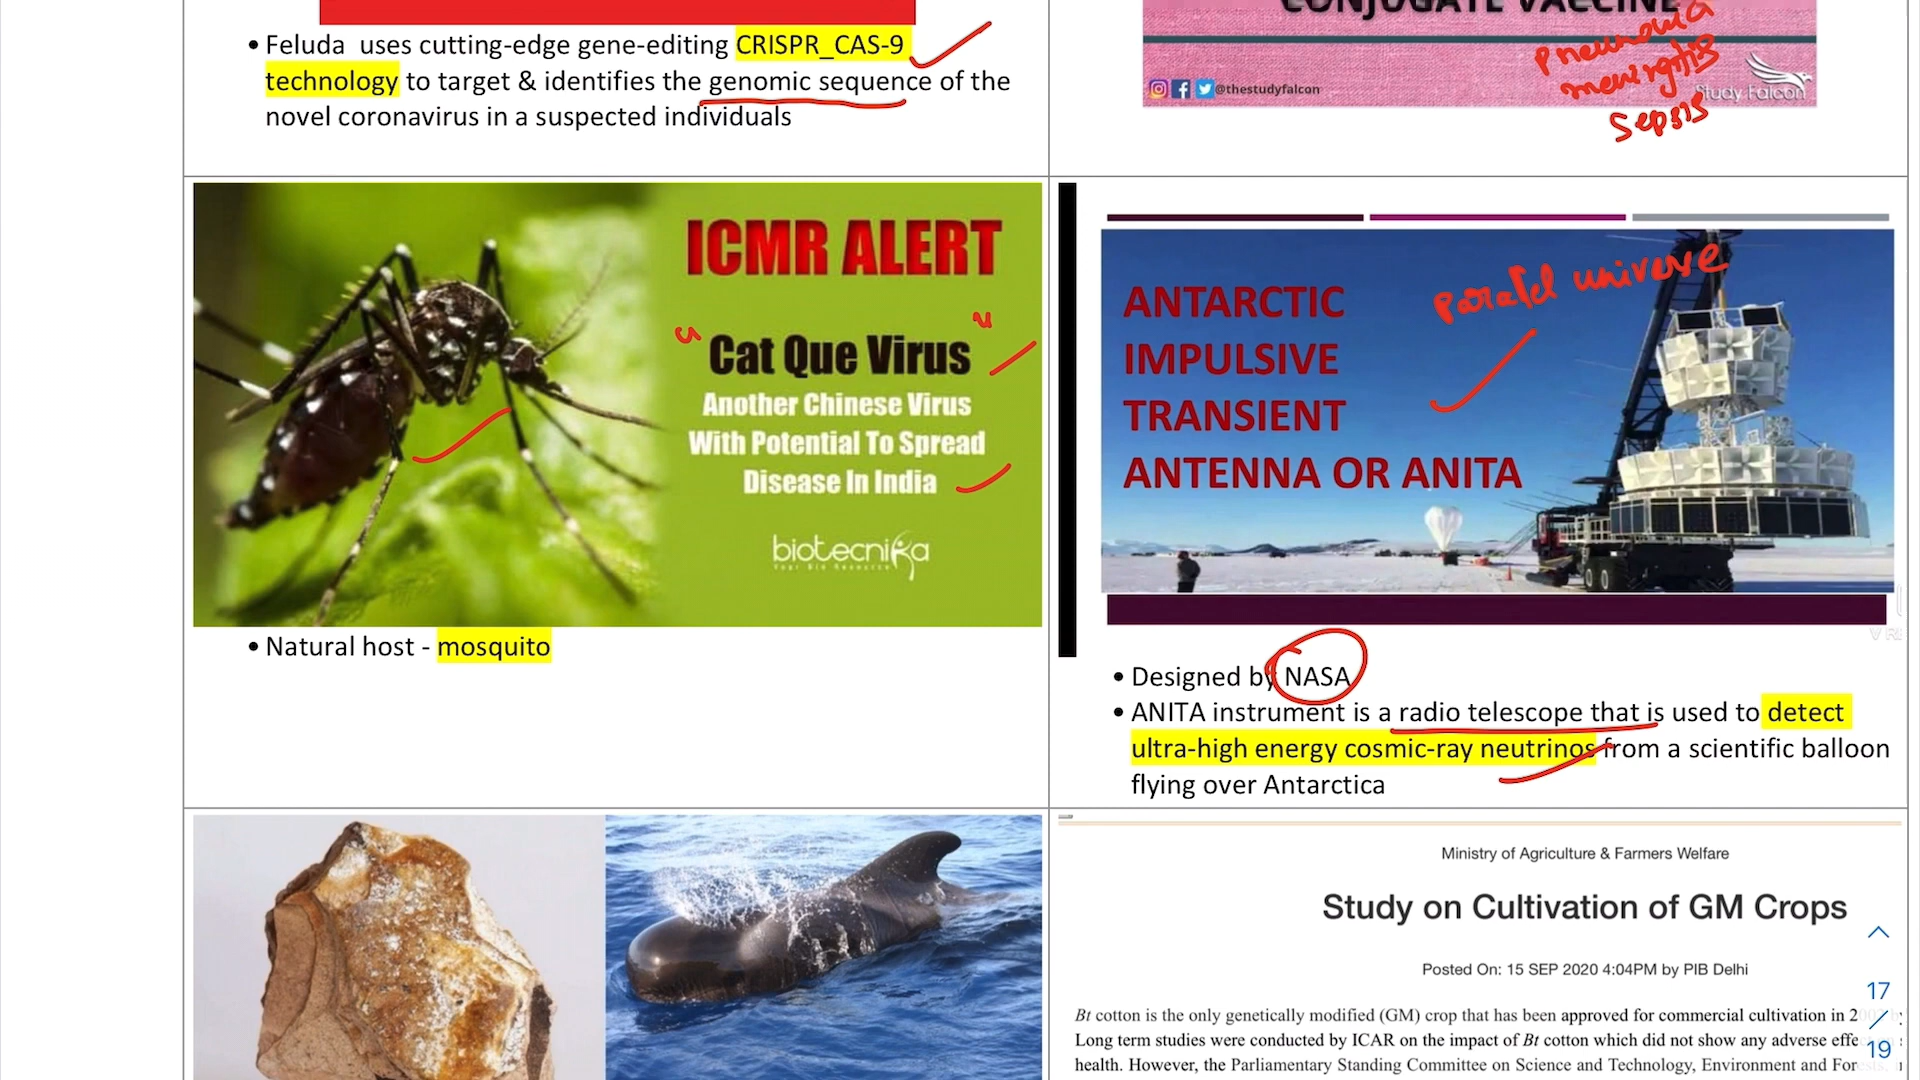 • Feluda uses cutting-edge gene-editing CRISPR_CAS-9
technology to target & identifies the genomic sequence of the
novel coronavirus in a suspected individuals
CONJUGATE VACCINE
Pneumonia
meningitis
sepsis
@thestudyfalcon
Study Falcon
ICMR ALERT
" Cat Que Virus "
Another Chinese Virus
With Potential To Spread
Disease In India
biotecnika
Your Bio Resource
• Natural host - mosquito
ANTARCTIC
IMPULSIVE
TRANSIENT
ANTENNA OR ANITA
universe
• Designed by NASA
• ANITA instrument is a radio telescope that is used to detect
ultra-high energy cosmic-ray neutrinos from a scientific balloon
flying over Antarctica
Ministry of Agriculture & Farmers Welfare
Study on Cultivation of GM Crops
Posted On: 15 SEP 2020 4:04PM by PIB Delhi
Bt cotton is the only genetically modified (GM) crop that has been approved for commercial cultivation in
Long term studies were conducted by ICAR on the impact of Bt cotton which did not show any adverse
health. However, the Parliamentary Standing Committee on Science and Technology, Environment and
17
19